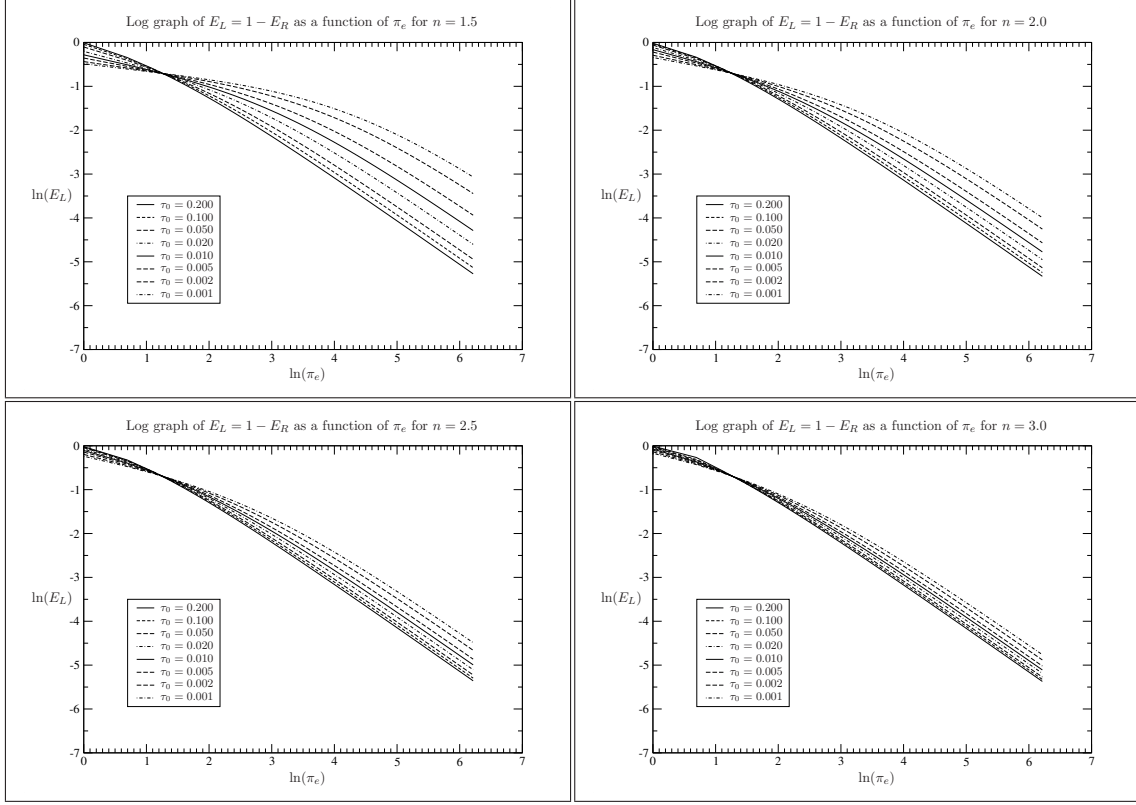 Log graph of E_L = 1 − E_R as a function of π_e for n = 1.5
0
-1
-2
-3
ln(E_L)
-4
-5
-6
-7
τ_0 = 0.200
τ_0 = 0.100
τ_0 = 0.050
τ_0 = 0.020
τ_0 = 0.010
τ_0 = 0.005
τ_0 = 0.002
τ_0 = 0.001
0 1 2 3 4 5 6 7
ln(π_e)
Log graph of E_L = 1 − E_R as a function of π_e for n = 2.0
0
-1
-2
-3
ln(E_L)
-4
-5
-6
-7
τ_0 = 0.200
τ_0 = 0.100
τ_0 = 0.050
τ_0 = 0.020
τ_0 = 0.010
τ_0 = 0.005
τ_0 = 0.002
τ_0 = 0.001
0 1 2 3 4 5 6 7
ln(π_e)
Log graph of E_L = 1 − E_R as a function of π_e for n = 2.5
0
-1
-2
-3
ln(E_L)
-4
-5
-6
-7
τ_0 = 0.200
τ_0 = 0.100
τ_0 = 0.050
τ_0 = 0.020
τ_0 = 0.010
τ_0 = 0.005
τ_0 = 0.002
τ_0 = 0.001
0 1 2 3 4 5 6 7
ln(π_e)
Log graph of E_L = 1 − E_R as a function of π_e for n = 3.0
0
-1
-2
-3
ln(E_L)
-4
-5
-6
-7
τ_0 = 0.200
τ_0 = 0.100
τ_0 = 0.050
τ_0 = 0.020
τ_0 = 0.010
τ_0 = 0.005
τ_0 = 0.002
τ_0 = 0.001
0 1 2 3 4 5 6 7
ln(π_e)